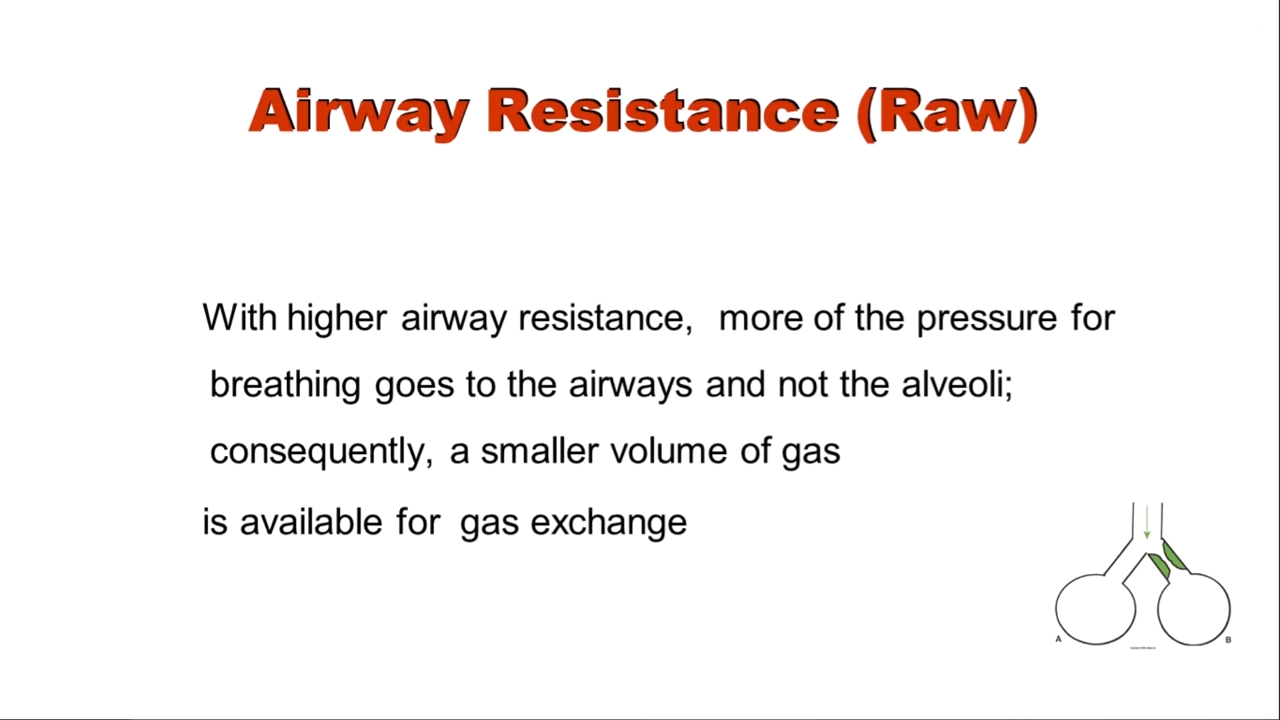 Airway Resistance (Raw)
With higher airway resistance, more of the pressure for
breathing goes to the airways and not the alveoli;
consequently, a smaller volume of gas
is available for gas exchange
A
B